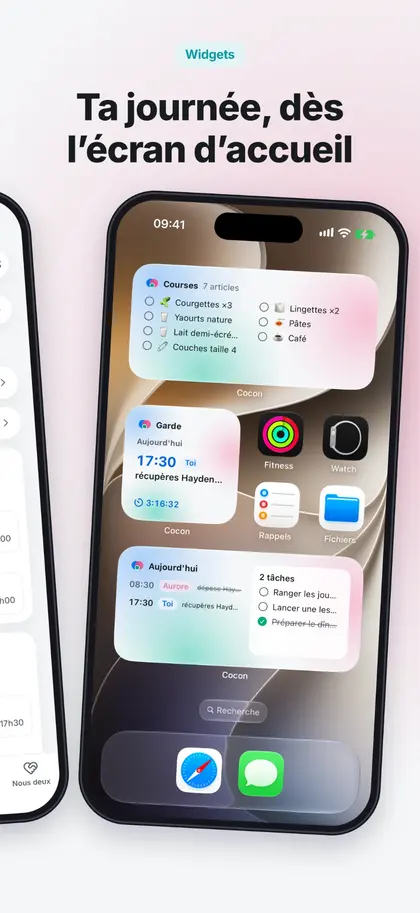 Widgets
Ta journée, dès
l'écran d'accueil
09:41
Courses 7 articles
Courgettes ×3
Yaourts nature
Lait demi-écré...
Couches taille 4
Lingettes ×2
Pâtes
Café
Cocon
Garde
Aujourd'hui
17:30 Toi
récupères Hayden...
3:16:32
Cocon
Fitness
Watch
Rappels
Fichiers
Aujourd'hui
08:30 Aurore dépose Hay...
17:30 Toi récupères Hayd...
2 tâches
Ranger les jou...
Lancer une les...
Préparer le dîn...
Cocon
Recherche
00
h00
17h30
Nous deux